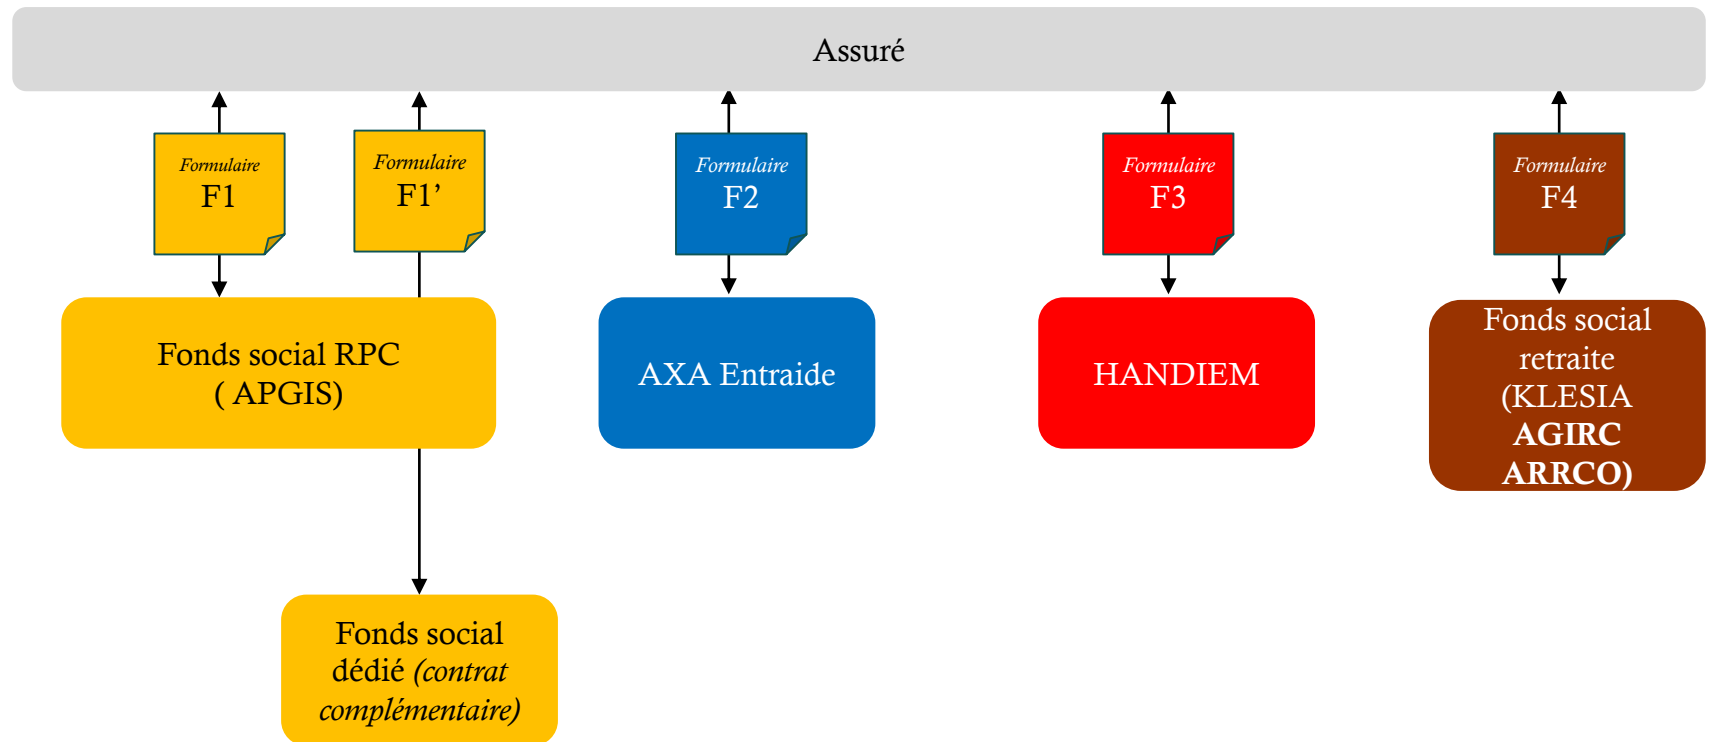 Assuré
Formulaire
F1
Formulaire
F1’
Formulaire
F2
Formulaire
F3
Formulaire
F4
Fonds social RPC
( APGIS)
AXA Entraide
HANDIEM
Fonds social
retraite
(KLESIA
AGIRC
ARRCO)
Fonds social
dédié (contrat
complémentaire)